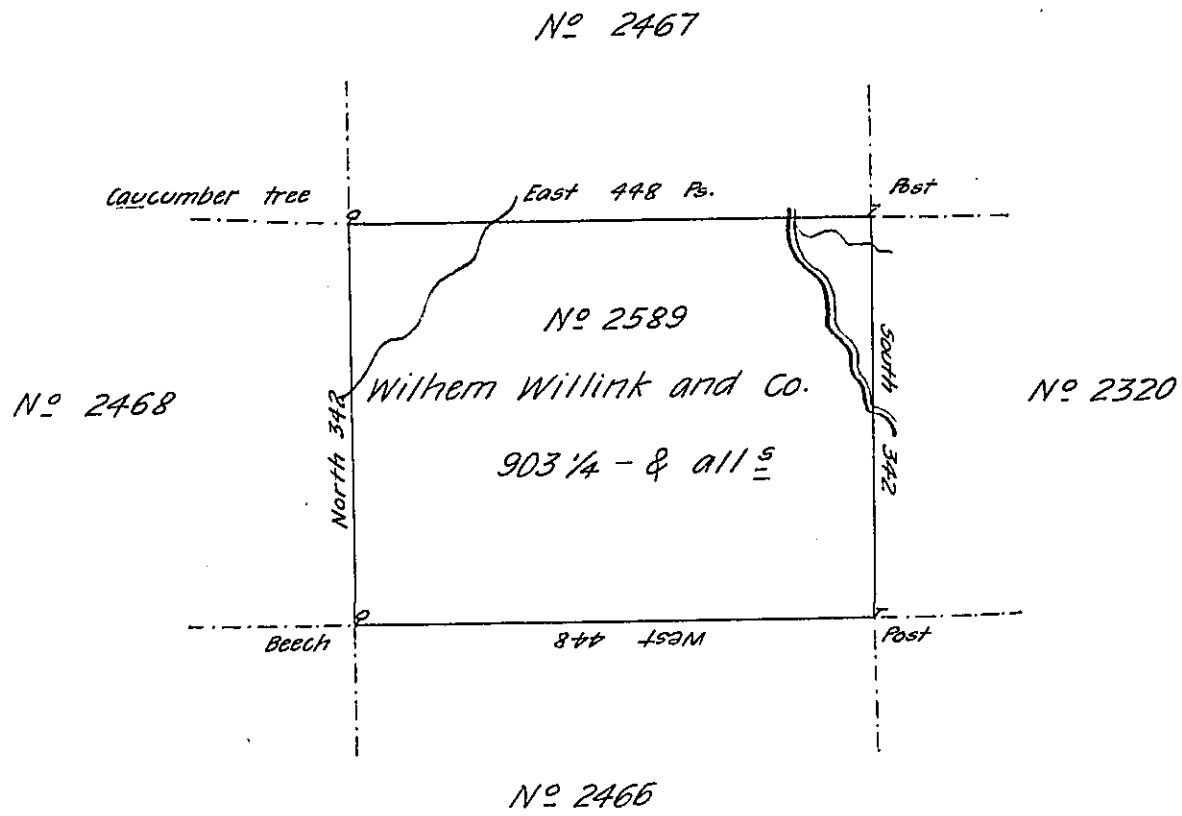 Nº 2467
Caucumber tree
East 448 Ps.
Post
Nº 2589
Wilhem Willink and Co.
903 1/4 - & all s
Nº 2468
North 342
South 342
Nº 2320
Beech
West 448
Post
Nº 2466